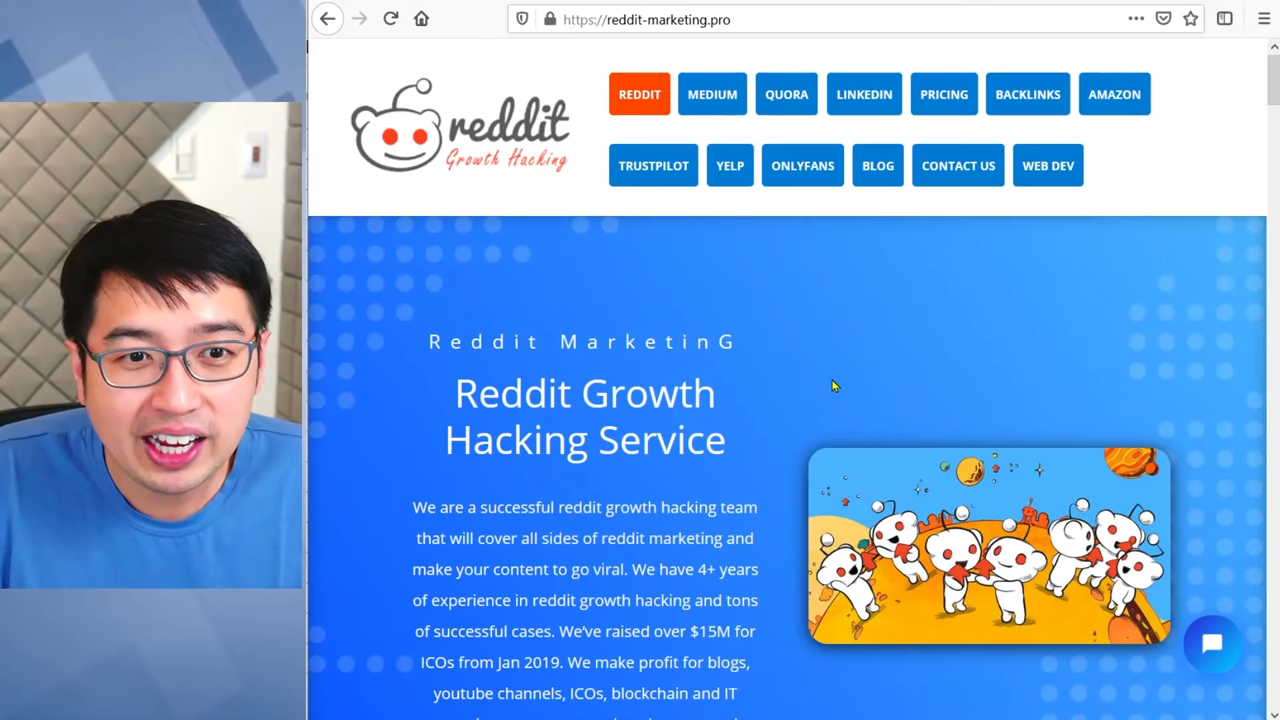 https://reddit-marketing.pro
reddit
Growth Hacking
REDDIT MEDIUM QUORA LINKEDIN PRICING BACKLINKS AMAZON
TRUSTPILOT YELP ONLYFANS BLOG CONTACT US WEB DEV
Reddit MarketinG
Reddit Growth
Hacking Service
We are a successful reddit growth hacking team
that will cover all sides of reddit marketing and
make your content to go viral. We have 4+ years
of experience in reddit growth hacking and tons
of successful cases. We've raised over $15M for
ICOs from Jan 2019. We make profit for blogs,
youtube channels, ICOs, blockchain and IT